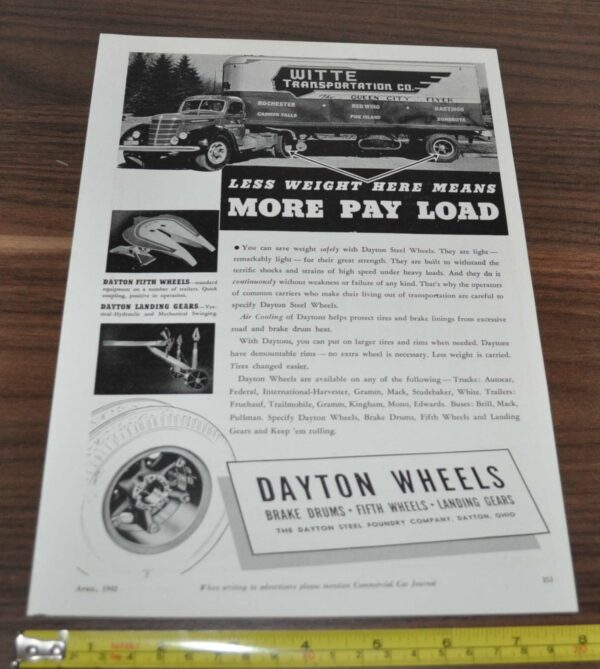 WITTE
TRANSPORTATION CO.
The QUEEN CITY FLYER
ROCHESTER RED WING HASTINGS
CANNON FALLS PINE ISLAND ZUMBROTA
LESS WEIGHT HERE MEANS
MORE PAY LOAD
DAYTON FIFTH WHEELS—standard
equipment on a number of trailers. Quick
coupling, positive in operation.
DAYTON LANDING GEARS—Ver-
tical-Hydraulic and Mechanical Swinging.
• You can save weight safely with Dayton Steel Wheels. They are light—
remarkably light — for their great strength. They are built to withstand the
terrific shocks and strains of high speed under heavy loads. And they do it
continuously without weakness or failure of any kind. That's why the operators
of common carriers who make their living out of transportation are careful to
specify Dayton Steel Wheels.
Air Cooling of Daytons helps protect tires and brake linings from excessive
road and brake drum heat.
With Daytons, you can put on larger tires and rims when needed. Daytons
have demountable rims — no extra wheel is necessary. Less weight is carried.
Tires changed easier.
Dayton Wheels are available on any of the following — Trucks: Autocar,
Federal, International-Harvester, Gramm, Mack, Studebaker, White. Trailers:
Fruehauf, Trailmobile, Gramm, Kingham, Mono, Edwards. Buses: Brill, Mack,
Pullman. Specify Dayton Wheels, Brake Drums, Fifth Wheels and Landing
Gears and Keep 'em rolling.
DAYTON WHEELS
BRAKE DRUMS • FIFTH WHEELS • LANDING GEARS
THE DAYTON STEEL FOUNDRY COMPANY, DAYTON, OHIO
April, 1942 When writing to advertisers please mention Commercial Car Journal
1 2 3 4 5 6 7